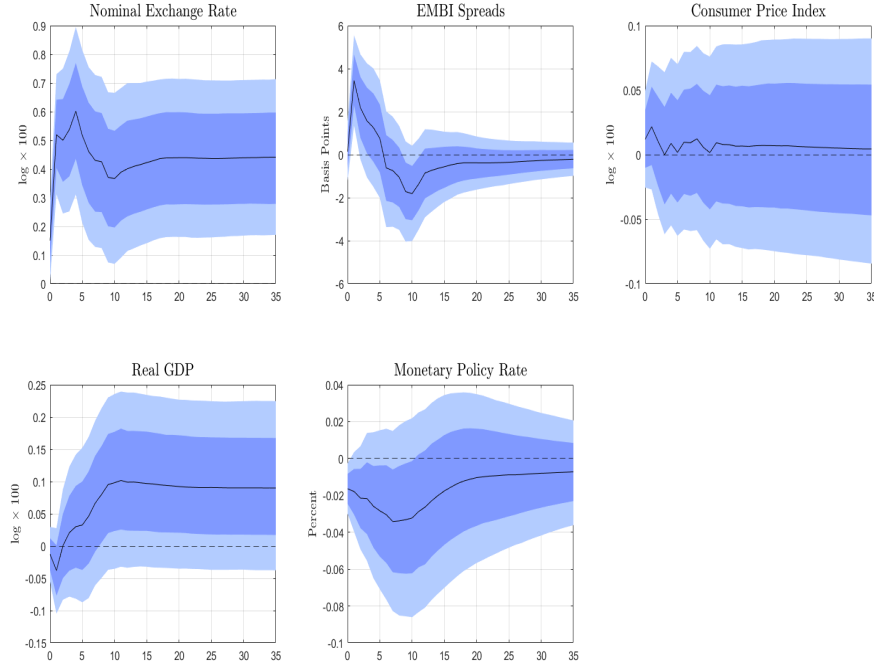 Nominal Exchange Rate
log × 100
0.9
0.8
0.7
0.6
0.5
0.4
0.3
0.2
0.1
0
0 5 10 15 20 25 30 35
EMBI Spreads
Basis Points
6
4
2
0
-2
-4
-6
0 5 10 15 20 25 30 35
Consumer Price Index
log × 100
0.1
0.05
0
-0.05
-0.1
0 5 10 15 20 25 30 35
Real GDP
log × 100
0.25
0.2
0.15
0.1
0.05
0
-0.05
-0.1
-0.15
0 5 10 15 20 25 30 35
Monetary Policy Rate
Percent
0.04
0.02
0
-0.02
-0.04
-0.06
-0.08
-0.1
0 5 10 15 20 25 30 35